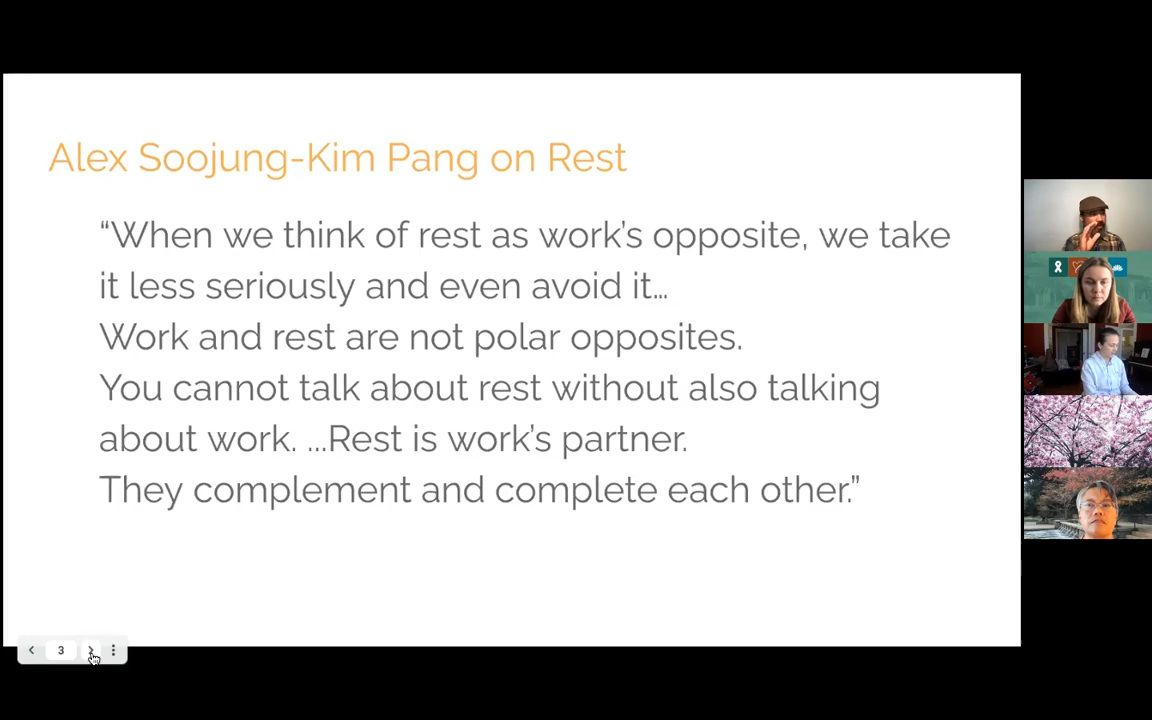 Alex Soojung-Kim Pang on Rest
“When we think of rest as work’s opposite, we take
it less seriously and even avoid it…
Work and rest are not polar opposites.
You cannot talk about rest without also talking
about work. …Rest is work’s partner.
They complement and complete each other.”
3